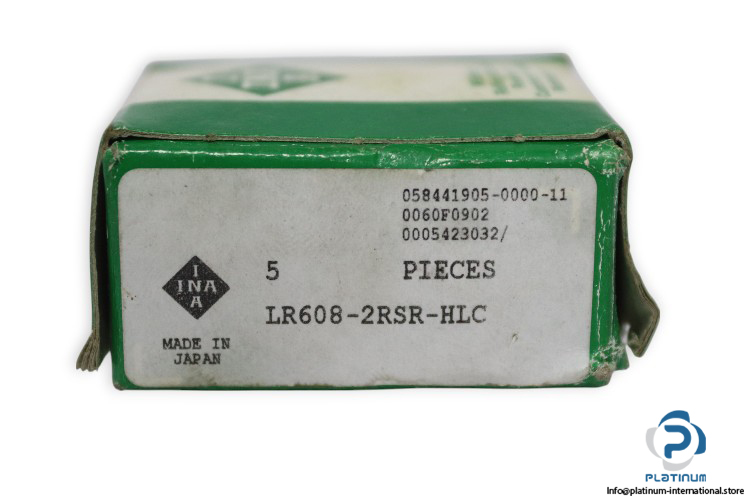 058441905-0000-11
0060F0902
0005423032/
5 PIECES
LR608-2RSR-HLC
I
INA
A
MADE IN
JAPAN
PLATINUM
Info@platinum-international.store